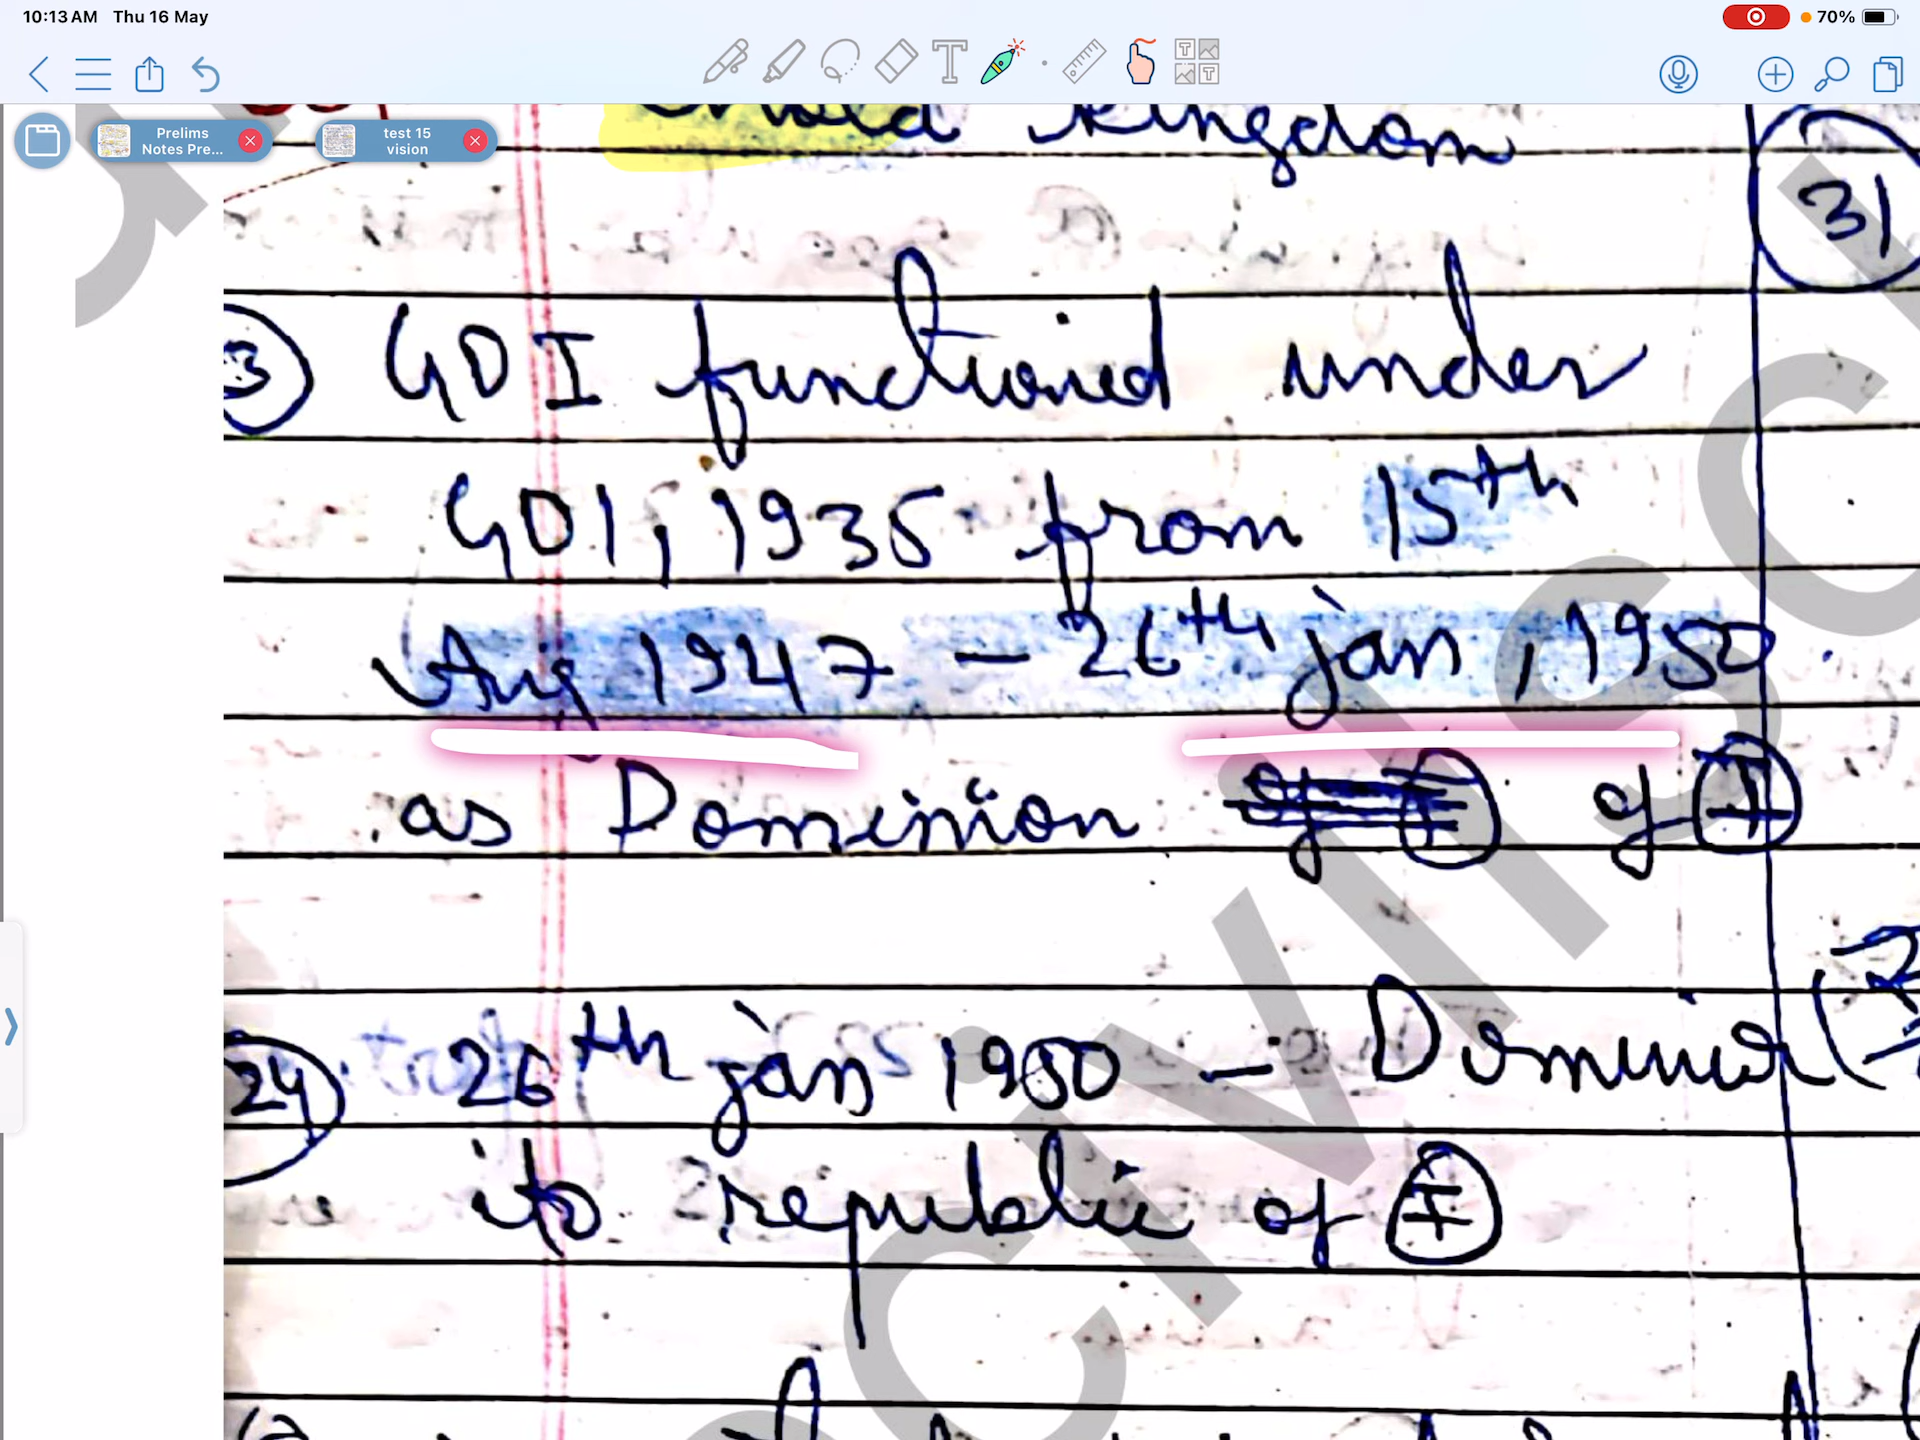 10:13 AM Thu 16 May
70%
Prelims
Notes Pre...
test 15
vision
Kingdom
31
3 GOI functioned under
GOI, 1935 from 15th
Aug 1947 - 26th jan, 1950
as Dominion of I
24 26th jan 1950 - Dominion
to republic of I
civilsc